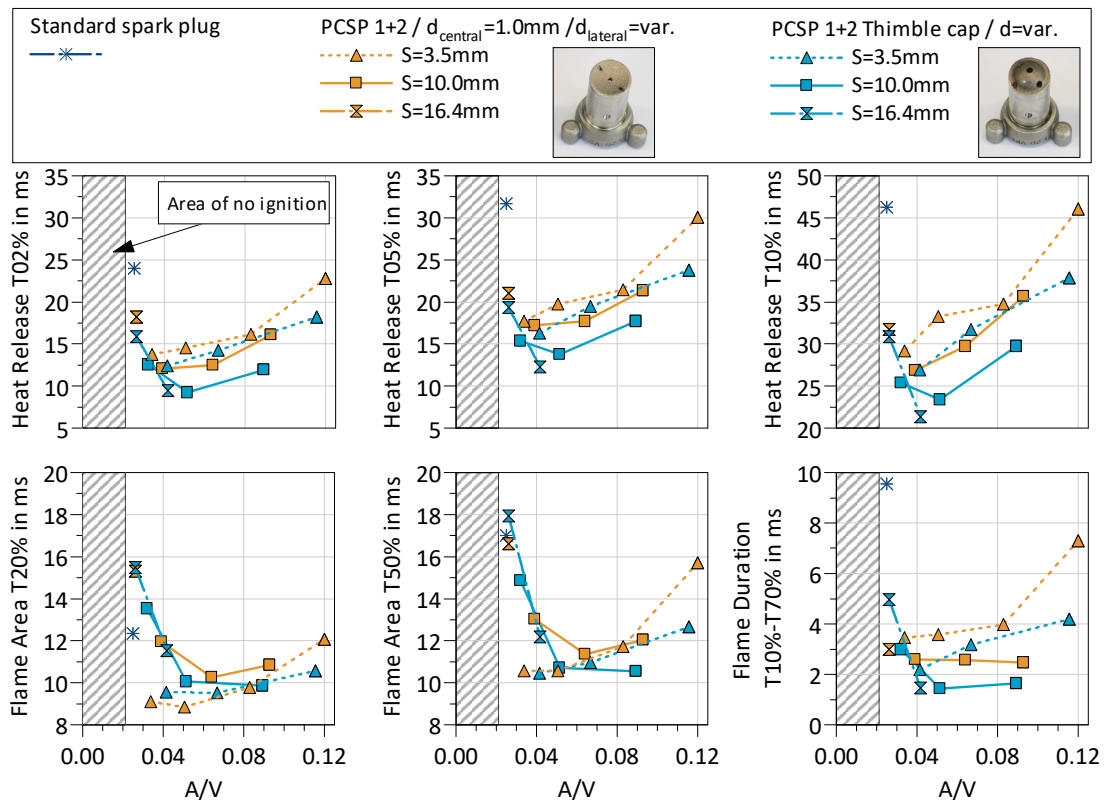 Standard spark plug
PCSP 1+2 / dcentral=1.0mm /dlateral=var.
S=3.5mm
S=10.0mm
S=16.4mm
PCSP 1+2 Thimble cap / d=var.
S=3.5mm
S=10.0mm
S=16.4mm
Heat Release T02% in ms
35
30
25
20
15
10
5
Area of no ignition
Heat Release T05% in ms
35
30
25
20
15
10
5
Heat Release T10% in ms
50
45
40
35
30
25
20
Flame Area T20% in ms
20
18
16
14
12
10
8
0.00 0.04 0.08 0.12
A/V
Flame Area T50% in ms
20
18
16
14
12
10
8
0.00 0.04 0.08 0.12
A/V
Flame Duration
T10%-T70% in ms
10
8
6
4
2
0
0.00 0.04 0.08 0.12
A/V